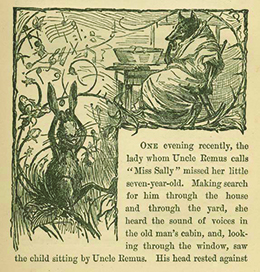 ONE evening recently, the
lady whom Uncle Remus calls
"Miss Sally" missed her little
seven-year-old. Making search
for him through the house
and through the yard, she
heard the sound of voices in
the old man's cabin, and, look-
ing through the window, saw
the child sitting by Uncle Remus. His head rested against